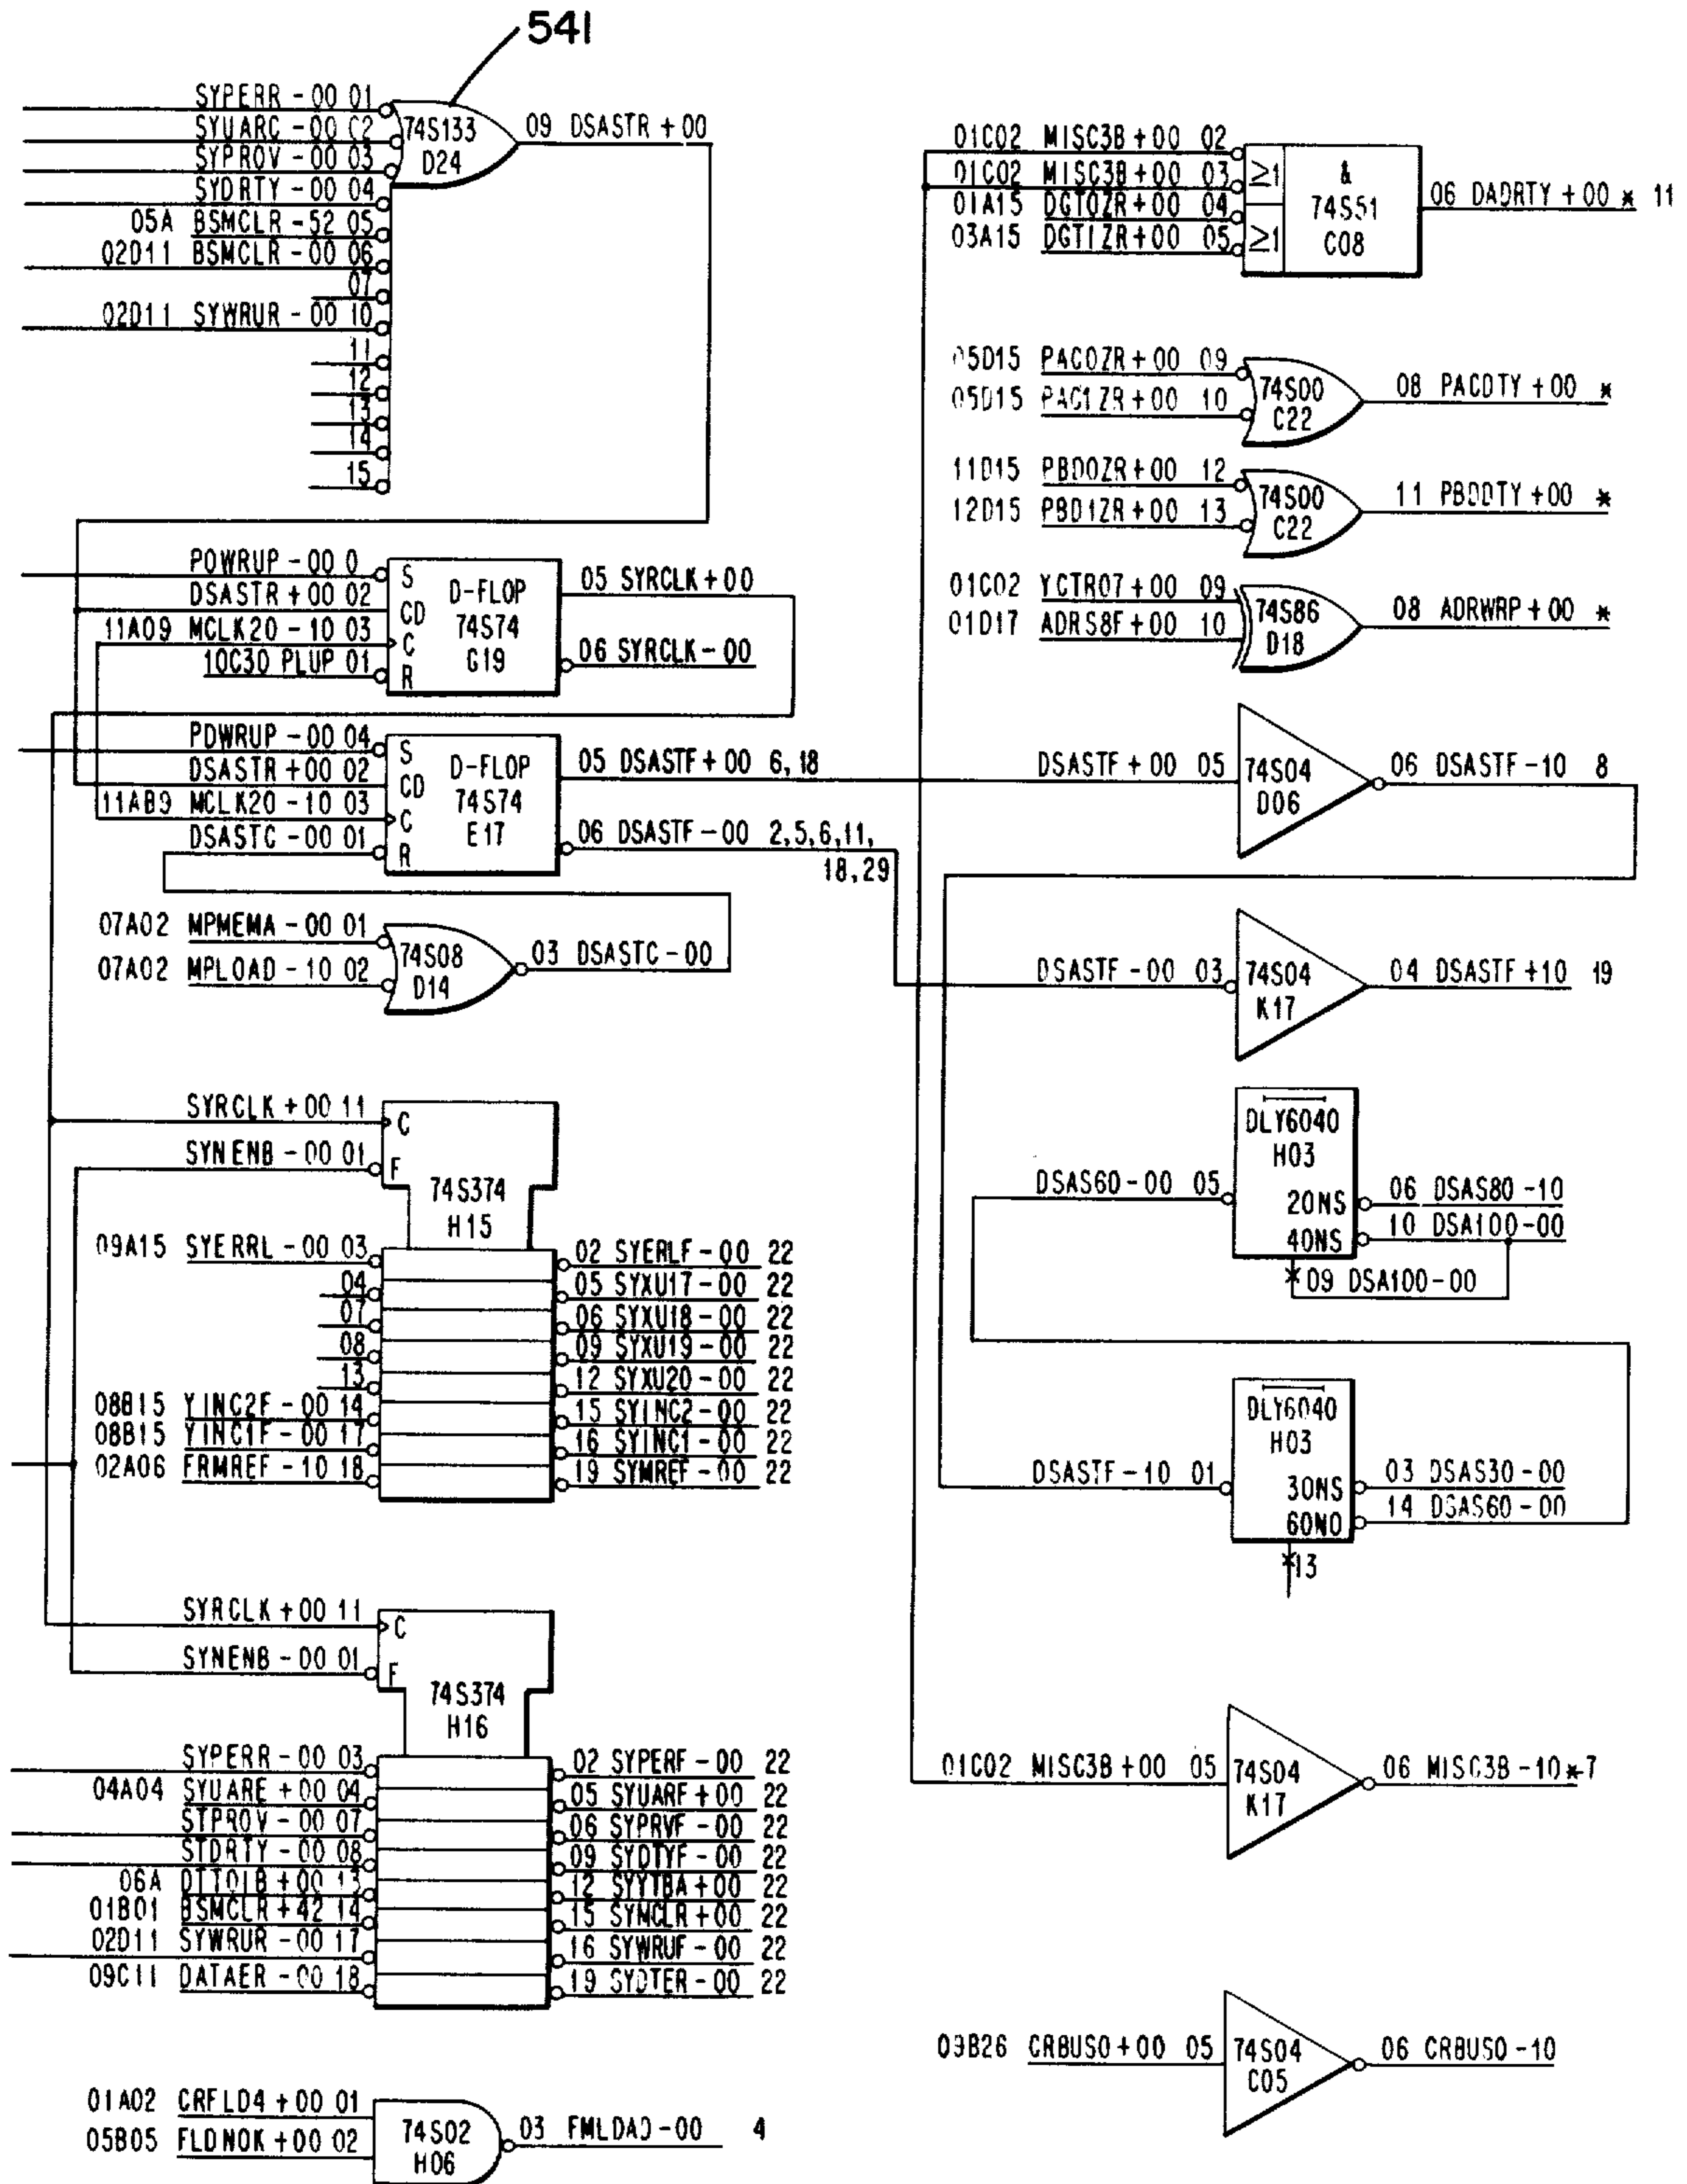 541
SYPERR-00 01
SYUARC-00 02
SYPROV-00 03
SYDRTY-00 04
05A BSMCLR-52 05
02D11 BSMCLR-00 06
07
02D11 SYWRUR-00 10
11
12
13
14
15
74S133
D24
09 DSASTR+00
POWRUP-00 0
DSASTR+00 02
11A09 MCLK20-10 03
10C30 PLUP 01
S
CD
C
R
D-FLOP
74S74
G19
05 SYRCLK+00
06 SYRCLK-00
PDWRUP-00 04
DSASTR+00 02
11AB9 MCLK20-10 03
DSASTC-00 01
S
CD
C
R
D-FLOP
74S74
E17
05 DSASTF+00 6,18
06 DSASTF-00 2,5,6,11,
18,29
07A02 MPMEMA-00 01
07A02 MPLOAD-10 02
74S08
D14
03 DSASTC-00
SYRCLK+00 11
SYNENB-00 01
C
F
74S374
H15
09A15 SYERRL-00 03
04
07
08
13
08B15 YINC2F-00 14
08B15 YINC1F-00 17
02A06 FRMREF-10 18
02 SYERLF-00 22
05 SYXU17-00 22
06 SYXU18-00 22
09 SYXU19-00 22
12 SYXU20-00 22
15 SYINC2-00 22
16 SYINC1-00 22
19 SYMREF-00 22
SYRCLK+00 11
SYNENB-00 01
C
F
74S374
H16
SYPERR-00 03
04A04 SYUARE+00 04
STPROV-00 07
STDRTY-00 08
06A DTTOIB+00 13
01B01 BSMCLR+42 14
02D11 SYWRUR-00 17
09C11 DATAER-00 18
02 SYPERF-00 22
05 SYUARF+00 22
06 SYPRVF-00 22
09 SYDTYF-00 22
12 SYYTBA+00 22
15 SYMCLR+00 22
16 SYWRUF-00 22
19 SYDTER-00 22
01A02 CRFLD4+00 01
05B05 FLDNOK+00 02
74S02
H06
03 FMLDAD-00 4
01C02 MISC3B+00 02
01C02 MISC3B+00 03
01A15 DGT0ZR+00 04
03A15 DGT1ZR+00 05
≥1
≥1
&
74S51
C08
06 DADRTY+00 * 11
05D15 PAC0ZR+00 09
05D15 PAC1ZR+00 10
74S00
C22
08 PACDTY+00 *
11D15 PBD0ZR+00 12
12D15 PBD1ZR+00 13
74S00
C22
11 PBDDTY+00 *
01C02 YCTR07+00 09
01D17 ADRS8F+00 10
74S86
D18
08 ADRWRP+00 *
DSASTF+00 05
74S04
D06
06 DSASTF-10 8
DSASTF-00 03
74S04
K17
04 DSASTF+10 19
DSAS60-00 05
DLY6040
H03
20NS
40NS
06 DSAS80-10
10 DSA100-00
09 DSA100-00
DSASTF-10 01
DLY6040
H03
30NS
60NO
03 DSAS30-00
14 DSAS60-00
13
01C02 MISC3B+00 05
74S04
K17
06 MISC3B-10*7
09B26 CRBUS0+00 05
74S04
C05
06 CRBUS0-10